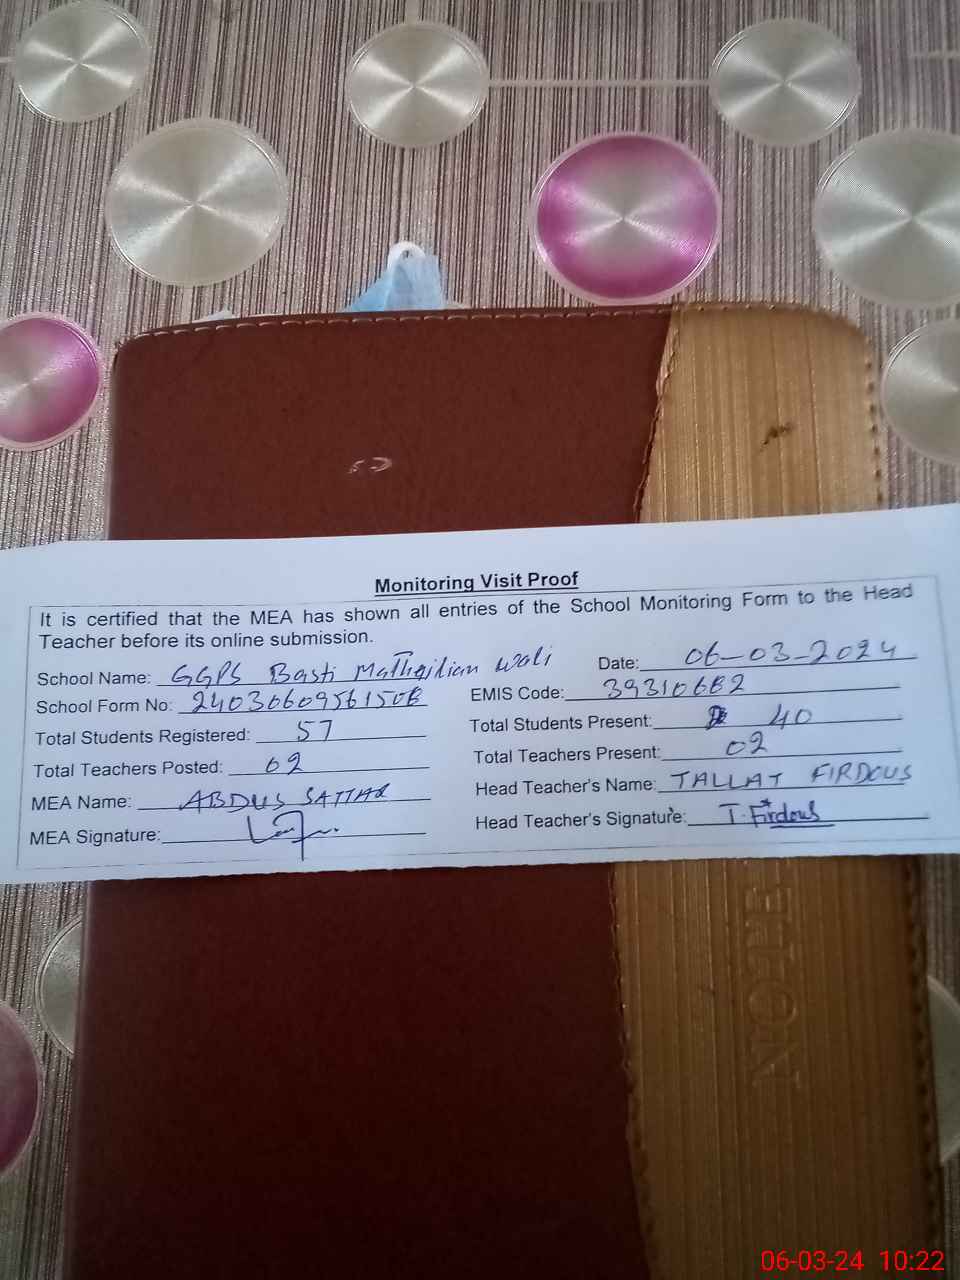 Monitoring Visit Proof
It is certified that the MEA has shown all entries of the School Monitoring Form to the Head
Teacher before its online submission.
School Name: GGPS Basti Wali Date: 06-03-2024
School Form No: EMIS Code: 39310682
Total Students Registered: 57 Total Students Present: 40
Total Teachers Posted: 02 Total Teachers Present: 02
MEA Name: ABDUS SATTAR Head Teacher's Name: TALLAT FIRDOUS
MEA Signature: Head Teacher's Signature: T. Firdous
06-03-24 10:22